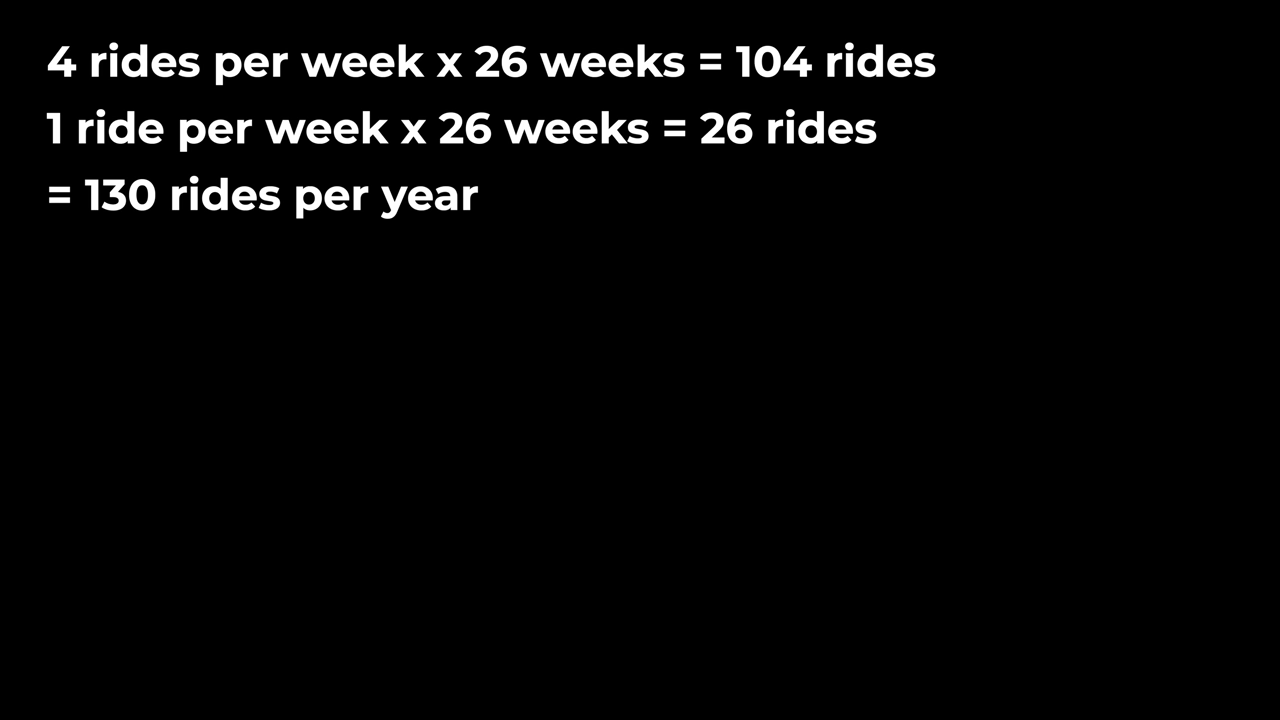 4 rides per week x 26 weeks = 104 rides
1 ride per week x 26 weeks = 26 rides
= 130 rides per year